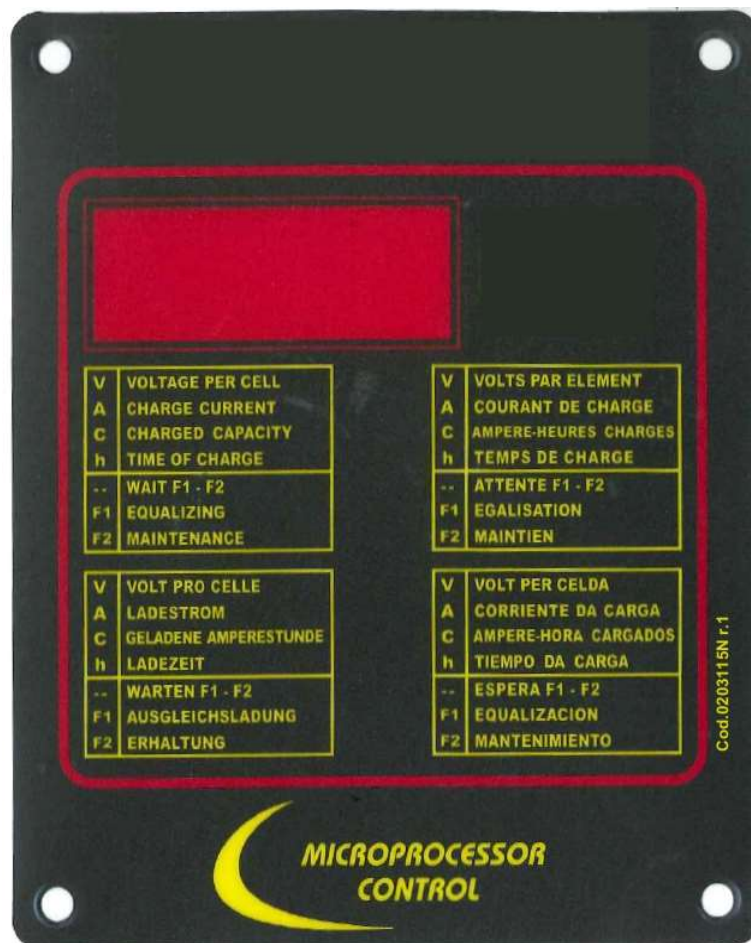 V VOLTAGE PER CELL
A CHARGE CURRENT
C CHARGED CAPACITY
h TIME OF CHARGE
-- WAIT F1 - F2
F1 EQUALIZING
F2 MAINTENANCE
V VOLTS PAR ELEMENT
A COURANT DE CHARGE
C AMPERE-HEURES CHARGES
h TEMPS DE CHARGE
-- ATTENTE F1 - F2
F1 EGALISATION
F2 MAINTIEN
V VOLT PRO CELLE
A LADESTROM
C GELADENE AMPERESTUNDE
h LADEZEIT
-- WARTEN F1 - F2
F1 AUSGLEICHSLADUNG
F2 ERHALTUNG
V VOLT PER CELDA
A CORRIENTE DA CARGA
C AMPERE-HORA CARGADOS
h TIEMPO DA CARGA
-- ESPERA F1 - F2
F1 EQUALIZACION
F2 MANTENIMIENTO
Cod.0203115N r.1
MICROPROCESSOR
CONTROL